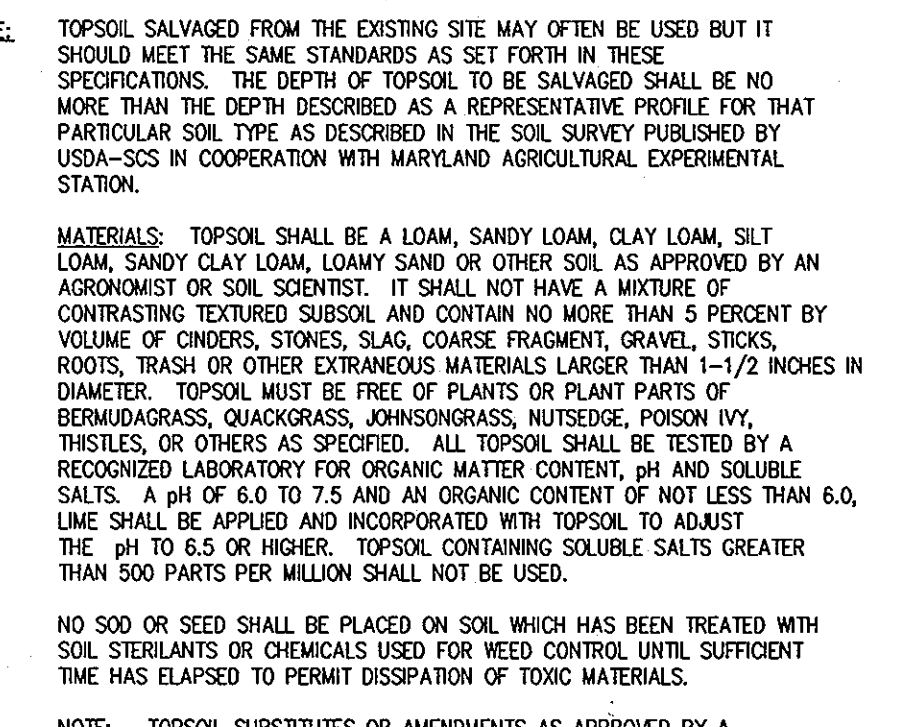 TOPSOIL SALVAGED FROM THE EXISTING SITE MAY OFTEN BE USED BUT IT
SHOULD MEET THE SAME STANDARDS AS SET FORTH IN THESE
SPECIFICATIONS. THE DEPTH OF TOPSOIL TO BE SALVAGED SHALL BE NO
MORE THAN THE DEPTH DESCRIBED AS A REPRESENTATIVE PROFILE FOR THAT
PARTICULAR SOIL TYPE AS DESCRIBED IN THE SOIL SURVEY PUBLISHED BY
USDA-SCS IN COOPERATION WITH MARYLAND AGRICULTURAL EXPERIMENTAL
STATION.
MATERIALS: TOPSOIL SHALL BE A LOAM, SANDY LOAM, CLAY LOAM, SILT
LOAM, SANDY CLAY LOAM, LOAMY SAND OR OTHER SOIL AS APPROVED BY AN
AGRONOMIST OR SOIL SCIENTIST. IT SHALL NOT HAVE A MIXTURE OF
CONTRASTING TEXTURED SUBSOIL AND CONTAIN NO MORE THAN 5 PERCENT BY
VOLUME OF CINDERS, STONES, SLAG, COARSE FRAGMENT, GRAVEL, STICKS,
ROOTS, TRASH OR OTHER EXTRANEOUS MATERIALS LARGER THAN 1-1/2 INCHES IN
DIAMETER. TOPSOIL MUST BE FREE OF PLANTS OR PLANT PARTS OF
BERMUDAGRASS, QUACKGRASS, JOHNSONGRASS, NUTSEDGE, POISON IVY,
THISTLES, OR OTHERS AS SPECIFIED. ALL TOPSOIL SHALL BE TESTED BY A
RECOGNIZED LABORATORY FOR ORGANIC MATTER CONTENT, pH AND SOLUBLE
SALTS. A pH OF 6.0 TO 7.5 AND AN ORGANIC CONTENT OF NOT LESS THAN 6.0,
LIME SHALL BE APPLIED AND INCORPORATED WITH TOPSOIL TO ADJUST
THE pH TO 6.5 OR HIGHER. TOPSOIL CONTAINING SOLUBLE SALTS GREATER
THAN 500 PARTS PER MILLION SHALL NOT BE USED.
NO SOD OR SEED SHALL BE PLACED ON SOIL WHICH HAS BEEN TREATED WITH
SOIL STERILANTS OR CHEMICALS USED FOR WEED CONTROL UNTIL SUFFICIENT
TIME HAS ELAPSED TO PERMIT DISSIPATION OF TOXIC MATERIALS.
NOTE: TOPSOIL SUBSTITUTES OR AMENDMENTS AS APPROVED BY A